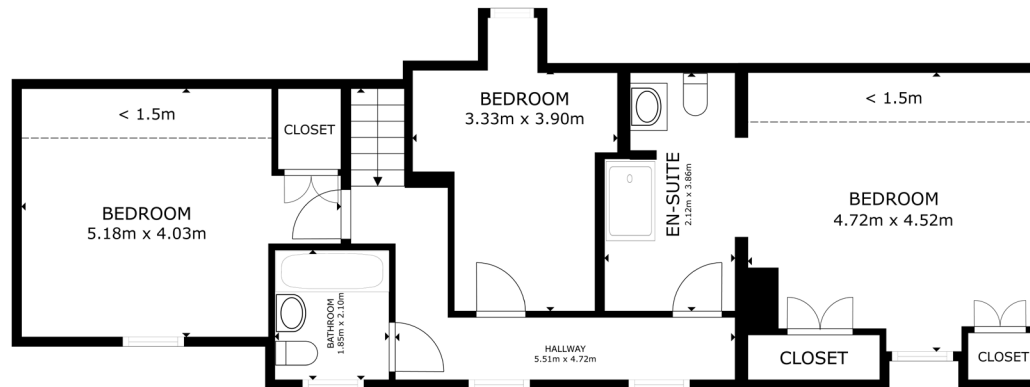 < 1.5m
CLOSET
BEDROOM
5.18m x 4.03m
BATHROOM
1.85m x 2.10m
BEDROOM
3.33m x 3.90m
HALLWAY
5.51m x 4.72m
EN-SUITE
2.12m x 3.86m
< 1.5m
BEDROOM
4.72m x 4.52m
CLOSET
CLOSET